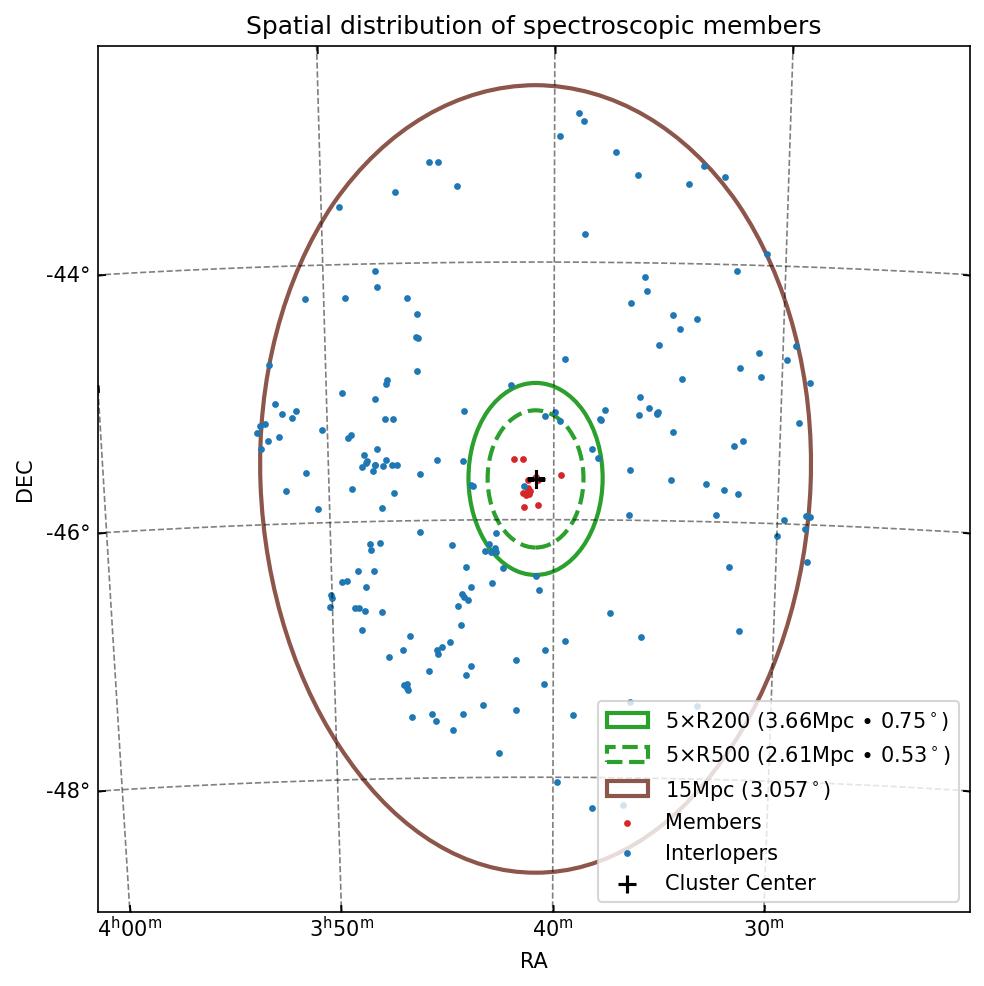 Spatial distribution of spectroscopic members
DEC
-44°
-46°
-48°
5×R200 (3.66Mpc • 0.75°)
5×R500 (2.61Mpc • 0.53°)
15Mpc (3.057°)
Members
Interlopers
Cluster Center
4ʰ00ᵐ 3ʰ50ᵐ 40ᵐ 30ᵐ
RA